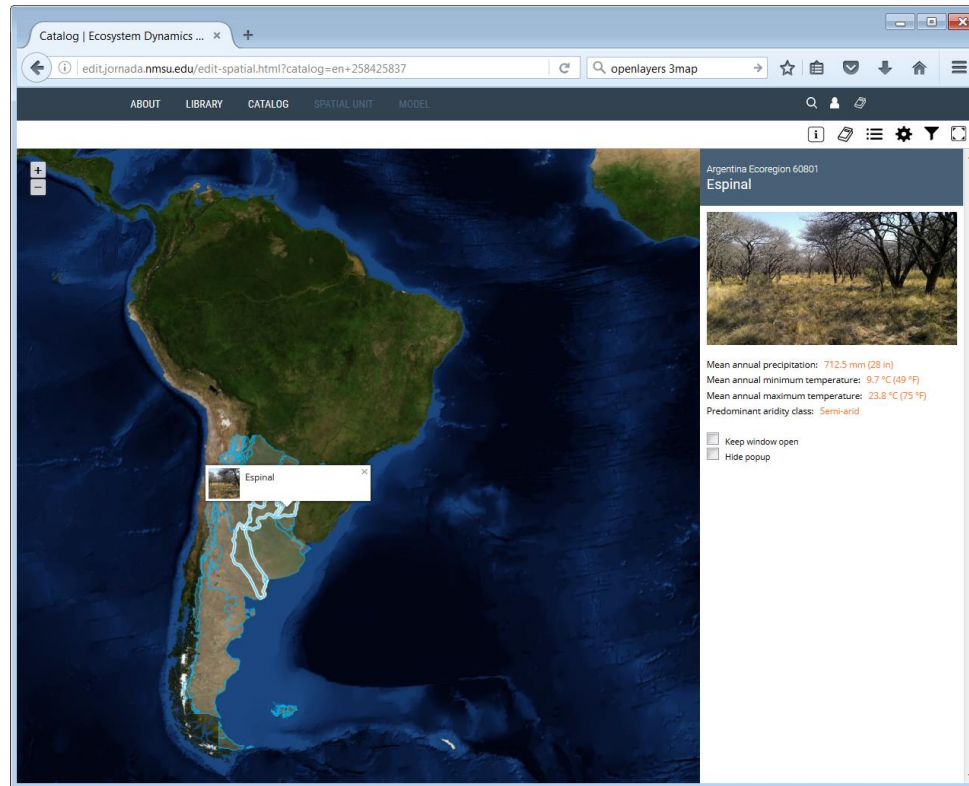 Catalog | Ecosystem Dynamics ... × +
edit.jornada.nmsu.edu/edit-spatial.html?catalog=en+258425837
openlayers 3map
ABOUT LIBRARY CATALOG SPATIAL UNIT MODEL
i
+
−
Argentina Ecoregion 60801
Espinal
Mean annual precipitation: 712.5 mm (28 in)
Mean annual minimum temperature: 9.7 °C (49 °F)
Mean annual maximum temperature: 23.8 °C (75 °F)
Predominant aridity class: Semi-arid
Keep window open
Hide popup
Espinal ×